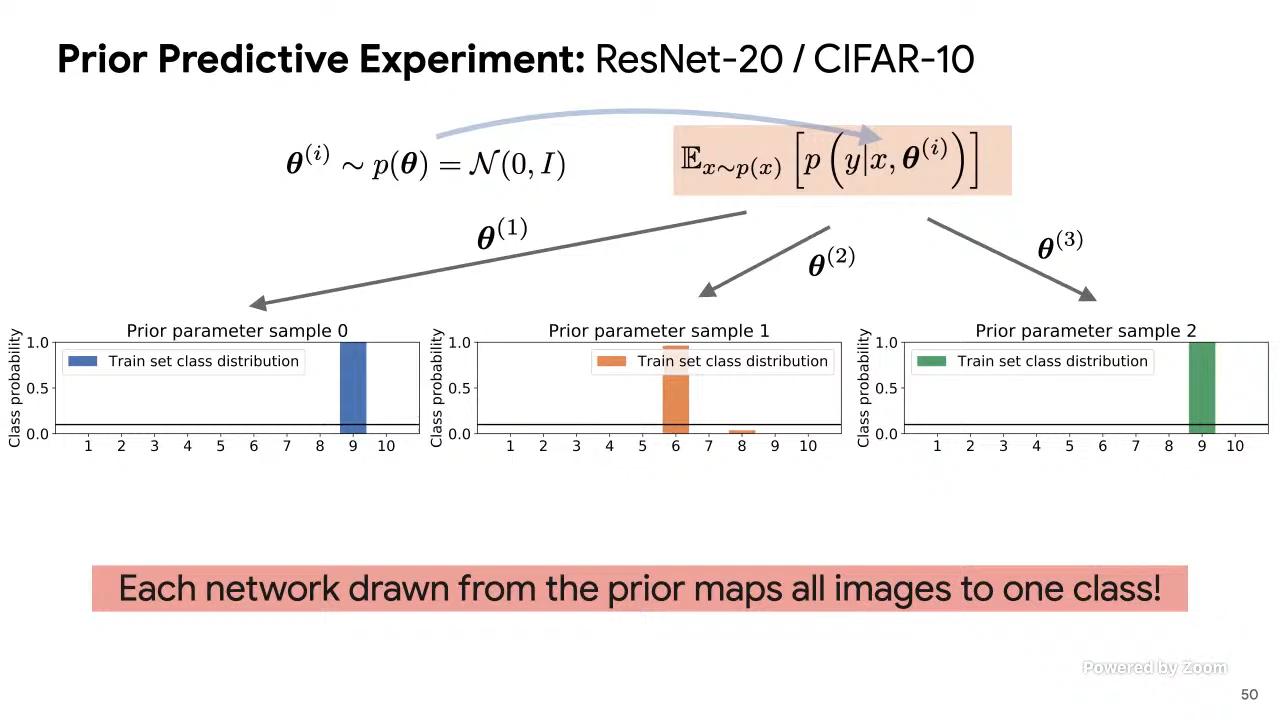 Prior Predictive Experiment: ResNet-20 / CIFAR-10
θ^(i) ∼ p(θ) = 𝒩(0, I)
𝔼_{x∼p(x)} [p (y|x, θ^(i))]
θ^(1)
θ^(2)
θ^(3)
Prior parameter sample 0
Class probability
1.0
0.5
0.0
Train set class distribution
1 2 3 4 5 6 7 8 9 10
Prior parameter sample 1
Class probability
1.0
0.5
0.0
Train set class distribution
1 2 3 4 5 6 7 8 9 10
Prior parameter sample 2
Class probability
1.0
0.5
0.0
Train set class distribution
1 2 3 4 5 6 7 8 9 10
Each network drawn from the prior maps all images to one class!
Powered by Zoom
50